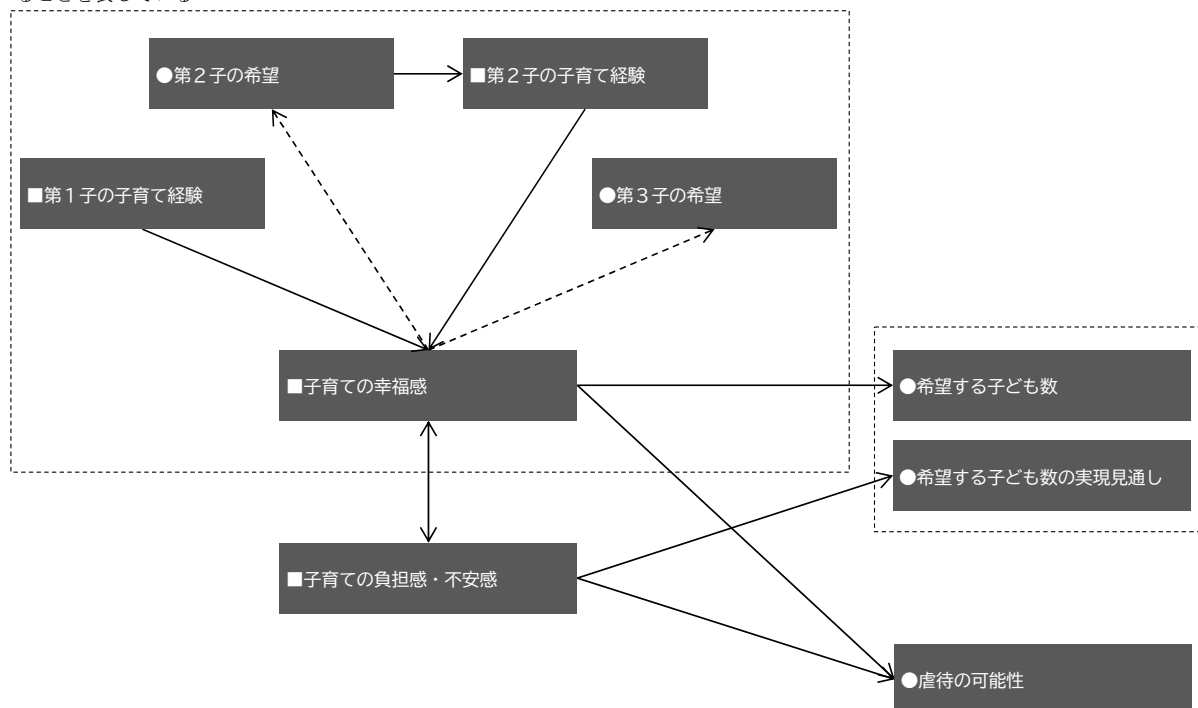 ●第２子の希望
■第２子の子育て経験
■第１子の子育て経験
●第３子の希望
■子育ての幸福感
●希望する子ども数
●希望する子ども数の実現見通し
■子育ての負担感・不安感
●虐待の可能性